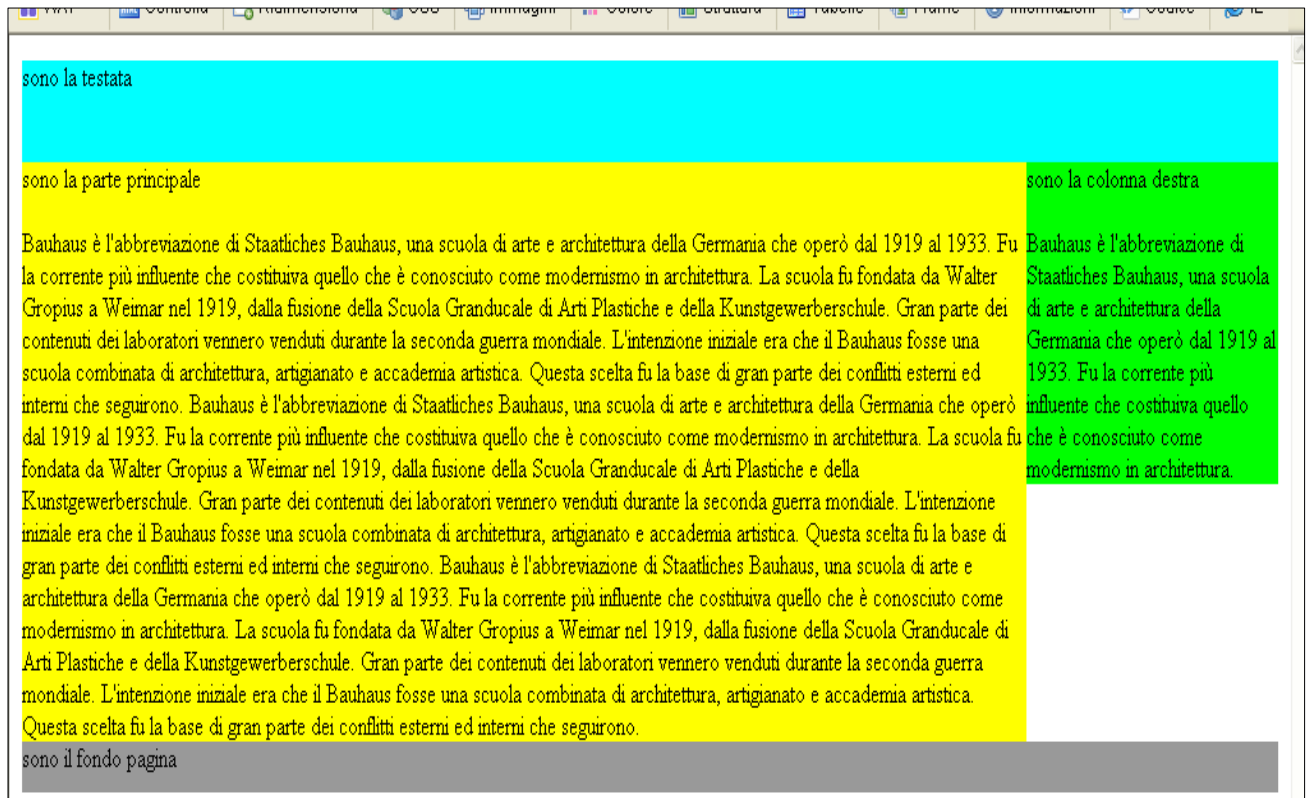 sono la testata
sono la parte principale
Bauhaus è l'abbreviazione di Staatliches Bauhaus, una scuola di arte e architettura della Germania che operò dal 1919 al 1933. Fu
la corrente più influente che costituiva quello che è conosciuto come modernismo in architettura. La scuola fu fondata da Walter
Gropius a Weimar nel 1919, dalla fusione della Scuola Granducale di Arti Plastiche e della Kunstgewerberschule. Gran parte dei
contenuti dei laboratori vennero venduti durante la seconda guerra mondiale. L'intenzione iniziale era che il Bauhaus fosse una
scuola combinata di architettura, artigianato e accademia artistica. Questa scelta fu la base di gran parte dei conflitti esterni ed
interni che seguirono. Bauhaus è l'abbreviazione di Staatliches Bauhaus, una scuola di arte e architettura della Germania che operò
dal 1919 al 1933. Fu la corrente più influente che costituiva quello che è conosciuto come modernismo in architettura. La scuola fu
fondata da Walter Gropius a Weimar nel 1919, dalla fusione della Scuola Granducale di Arti Plastiche e della
Kunstgewerberschule. Gran parte dei contenuti dei laboratori vennero venduti durante la seconda guerra mondiale. L'intenzione
iniziale era che il Bauhaus fosse una scuola combinata di architettura, artigianato e accademia artistica. Questa scelta fu la base di
gran parte dei conflitti esterni ed interni che seguirono. Bauhaus è l'abbreviazione di Staatliches Bauhaus, una scuola di arte e
architettura della Germania che operò dal 1919 al 1933. Fu la corrente più influente che costituiva quello che è conosciuto come
modernismo in architettura. La scuola fu fondata da Walter Gropius a Weimar nel 1919, dalla fusione della Scuola Granducale di
Arti Plastiche e della Kunstgewerberschule. Gran parte dei contenuti dei laboratori vennero venduti durante la seconda guerra
mondiale. L'intenzione iniziale era che il Bauhaus fosse una scuola combinata di architettura, artigianato e accademia artistica.
Questa scelta fu la base di gran parte dei conflitti esterni ed interni che seguirono.
sono la colonna destra
Bauhaus è l'abbreviazione di
Staatliches Bauhaus, una scuola
di arte e architettura della
Germania che operò dal 1919 al
1933. Fu la corrente più
influente che costituiva quello
che è conosciuto come
modernismo in architettura.
sono il fondo pagina